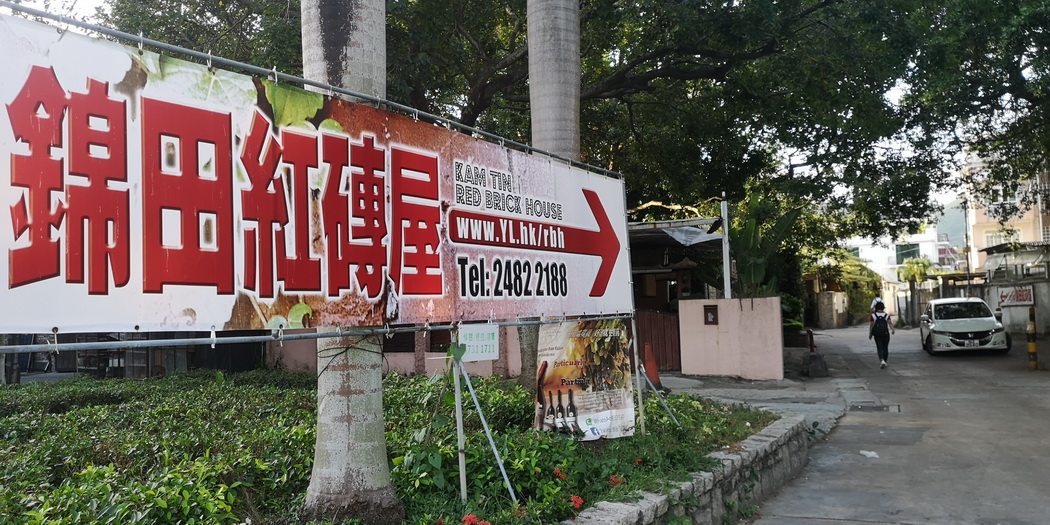 錦田紅磚屋
KAM TIN
RED BRICK HOUSE
www.YL.hk/rbh
Tel: 2482 2188